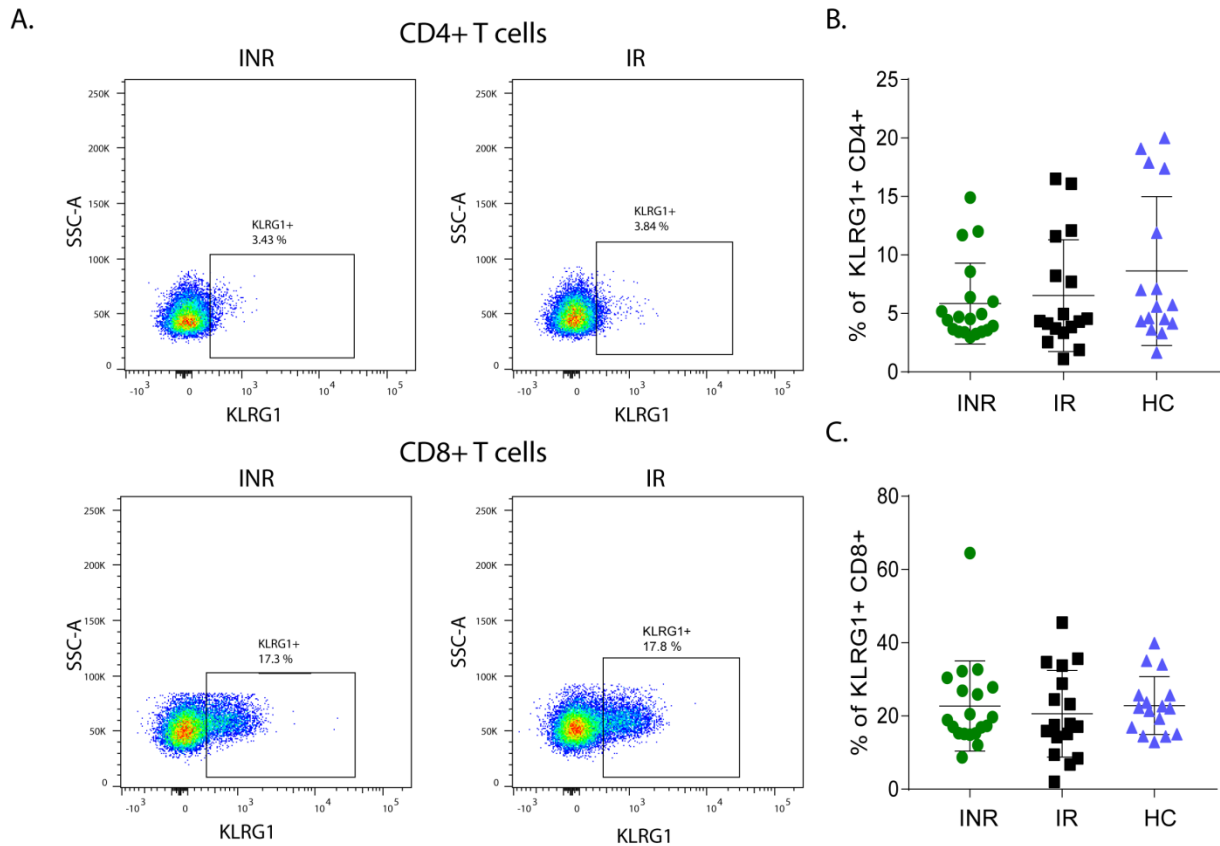 A.
CD4+ T cells
INR
IR
250K
200K
150K
100K
50K
0
SSC-A
KLRG1+
3.43 %
-10³ 0 10³ 10⁴ 10⁵
KLRG1
250K
200K
150K
100K
50K
0
SSC-A
KLRG1+
3.84 %
-10³ 0 10³ 10⁴ 10⁵
KLRG1
CD8+ T cells
INR
IR
250K
200K
150K
100K
50K
0
SSC-A
KLRG1+
17.3 %
-10³ 0 10³ 10⁴ 10⁵
KLRG1
250K
200K
150K
100K
50K
0
SSC-A
KLRG1+
17.8 %
-10³ 0 10³ 10⁴ 10⁵
KLRG1
B.
% of KLRG1+ CD4+
25
20
15
10
5
0
INR IR HC
C.
% of KLRG1+ CD8+
80
60
40
20
0
INR IR HC